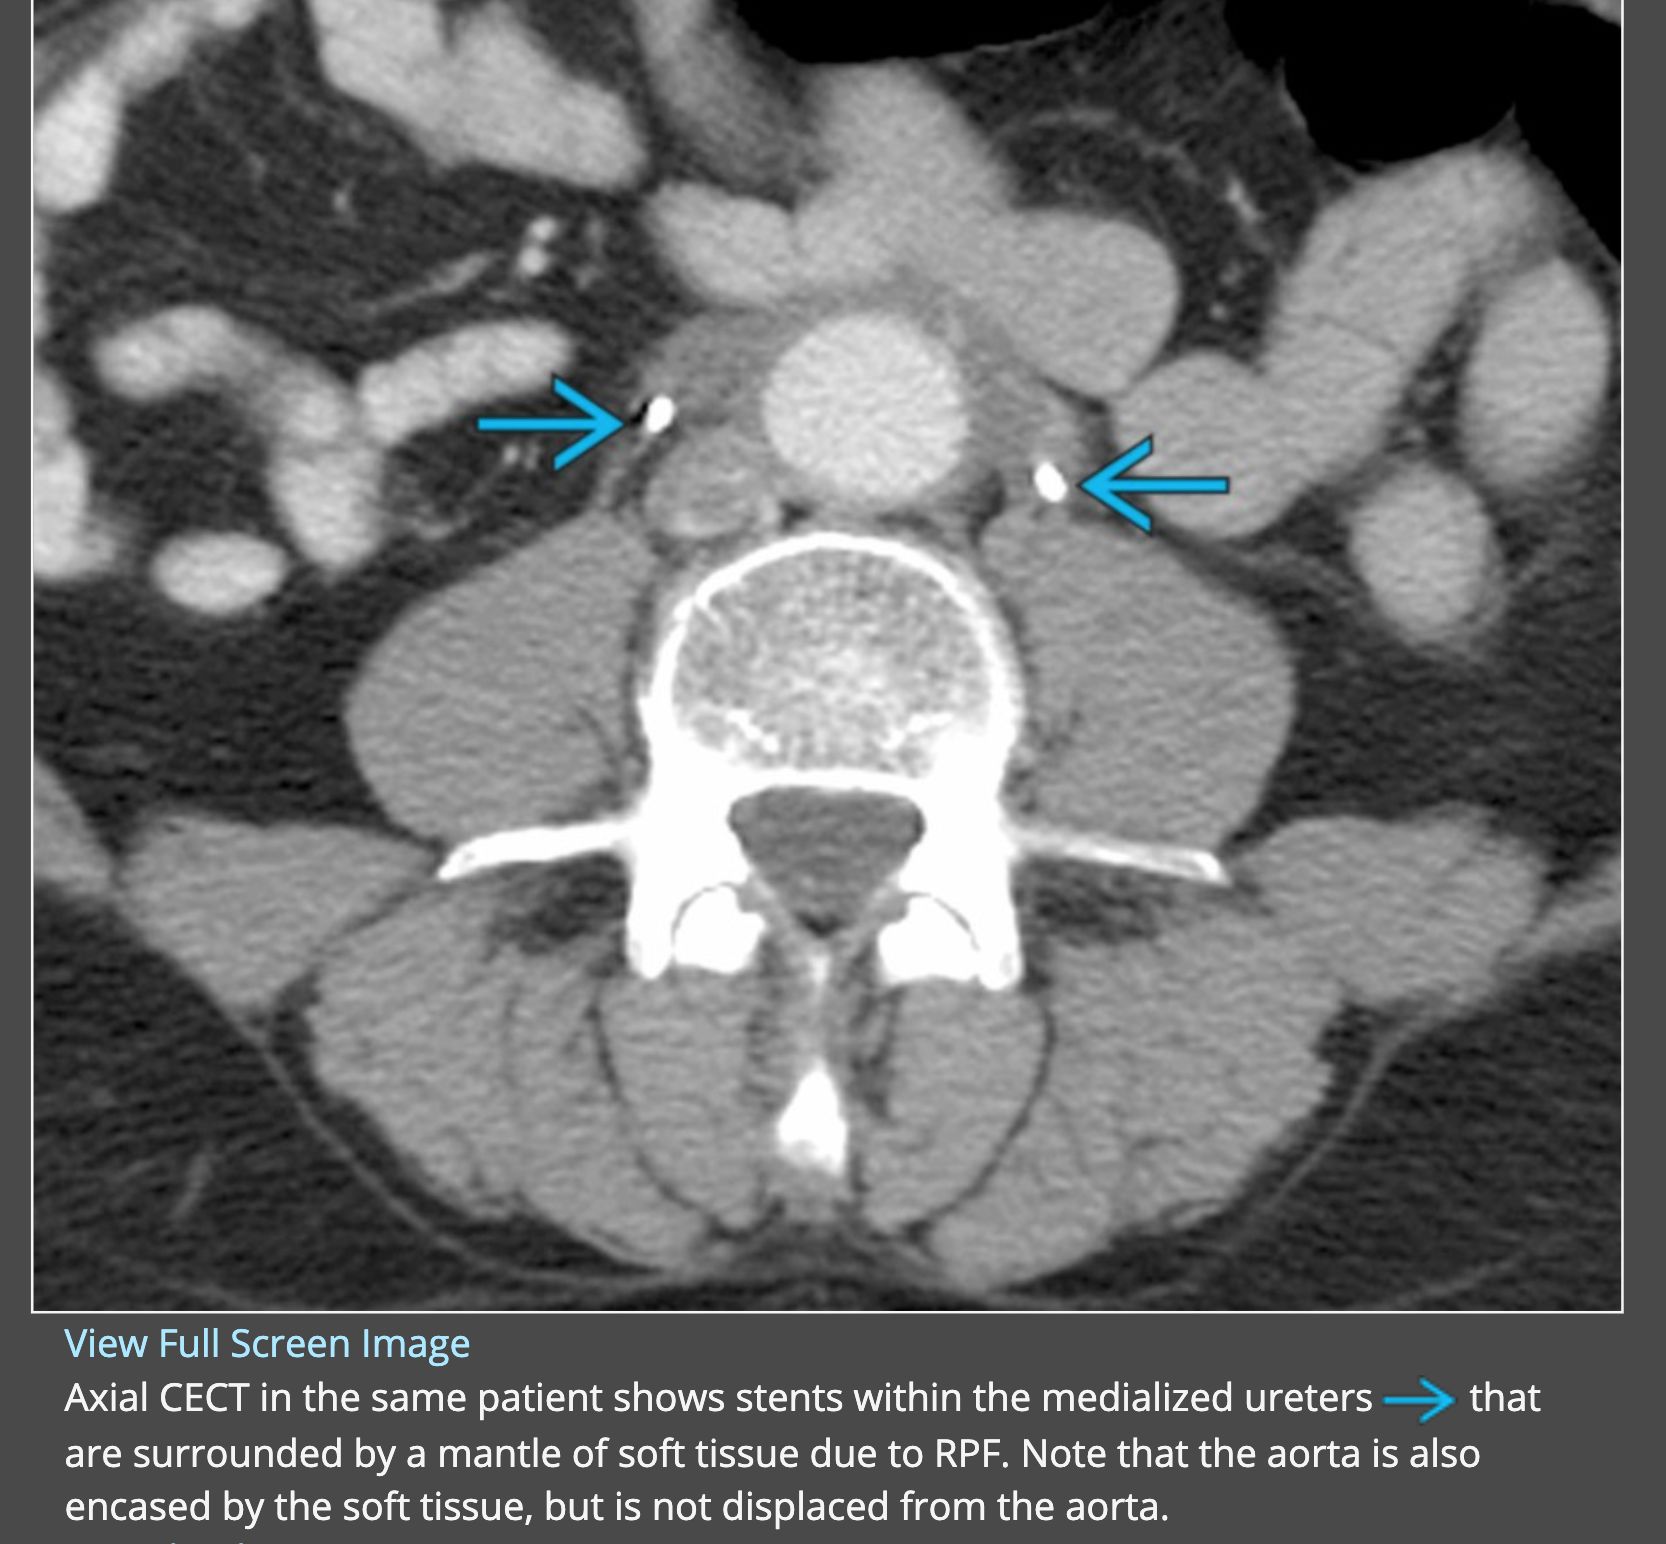 View Full Screen Image
Axial CECT in the same patient shows stents within the medialized ureters that
are surrounded by a mantle of soft tissue due to RPF. Note that the aorta is also
encased by the soft tissue, but is not displaced from the aorta.